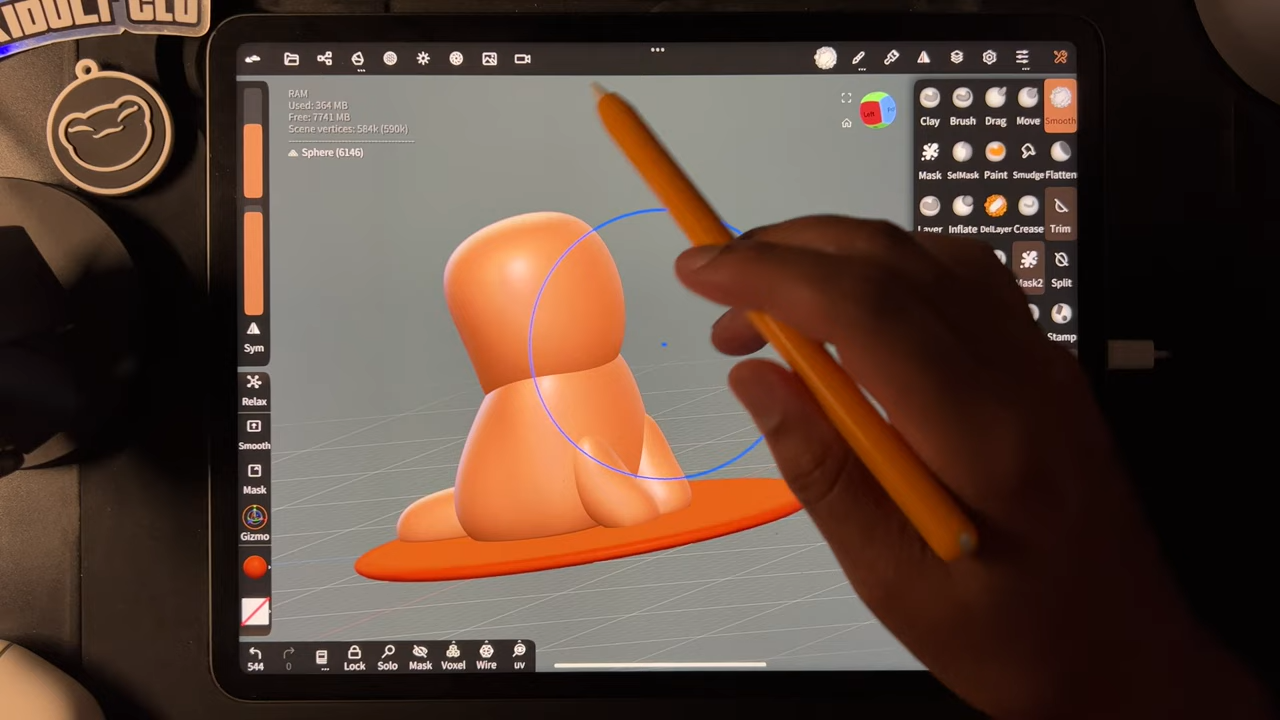 KIDULT CLU
RAM
Used: 364 MB
Free: 7741 MB
Scene vertices: 584k (590k)
Sphere (6146)
Left
Clay Brush Drag Move Smooth
Mask SelMask Paint Smudge Flatten
Layer Inflate DelLayer Crease Trim
Mask2 Split
Stamp
Sym
Relax
Smooth
Mask
Gizmo
544 0 Lock Solo Mask Voxel Wire uv